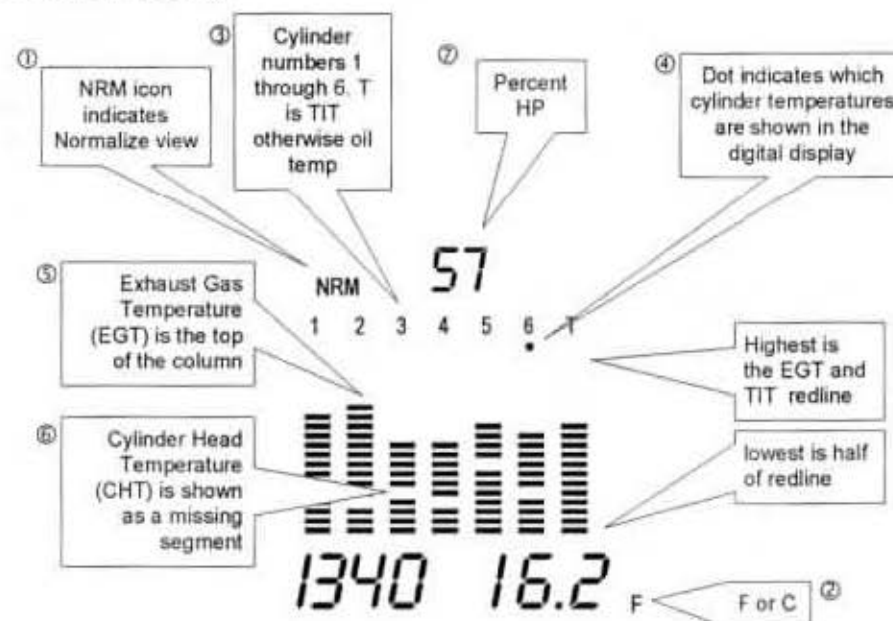 ①
NRM icon
indicates
Normalize view
③
Cylinder
numbers 1
through 6. T
is TIT
otherwise oil
temp
⑦
Percent
HP
④
Dot indicates which
cylinder temperatures
are shown in the
digital display
⑤
Exhaust Gas
Temperature
(EGT) is the top
of the column
NRM
57
1 2 3 4 5 6 T
Highest is
the EGT and
TIT redline
⑥
Cylinder Head
Temperature
(CHT) is shown
as a missing
segment
lowest is half
of redline
1340 16.2 F
F or C
②